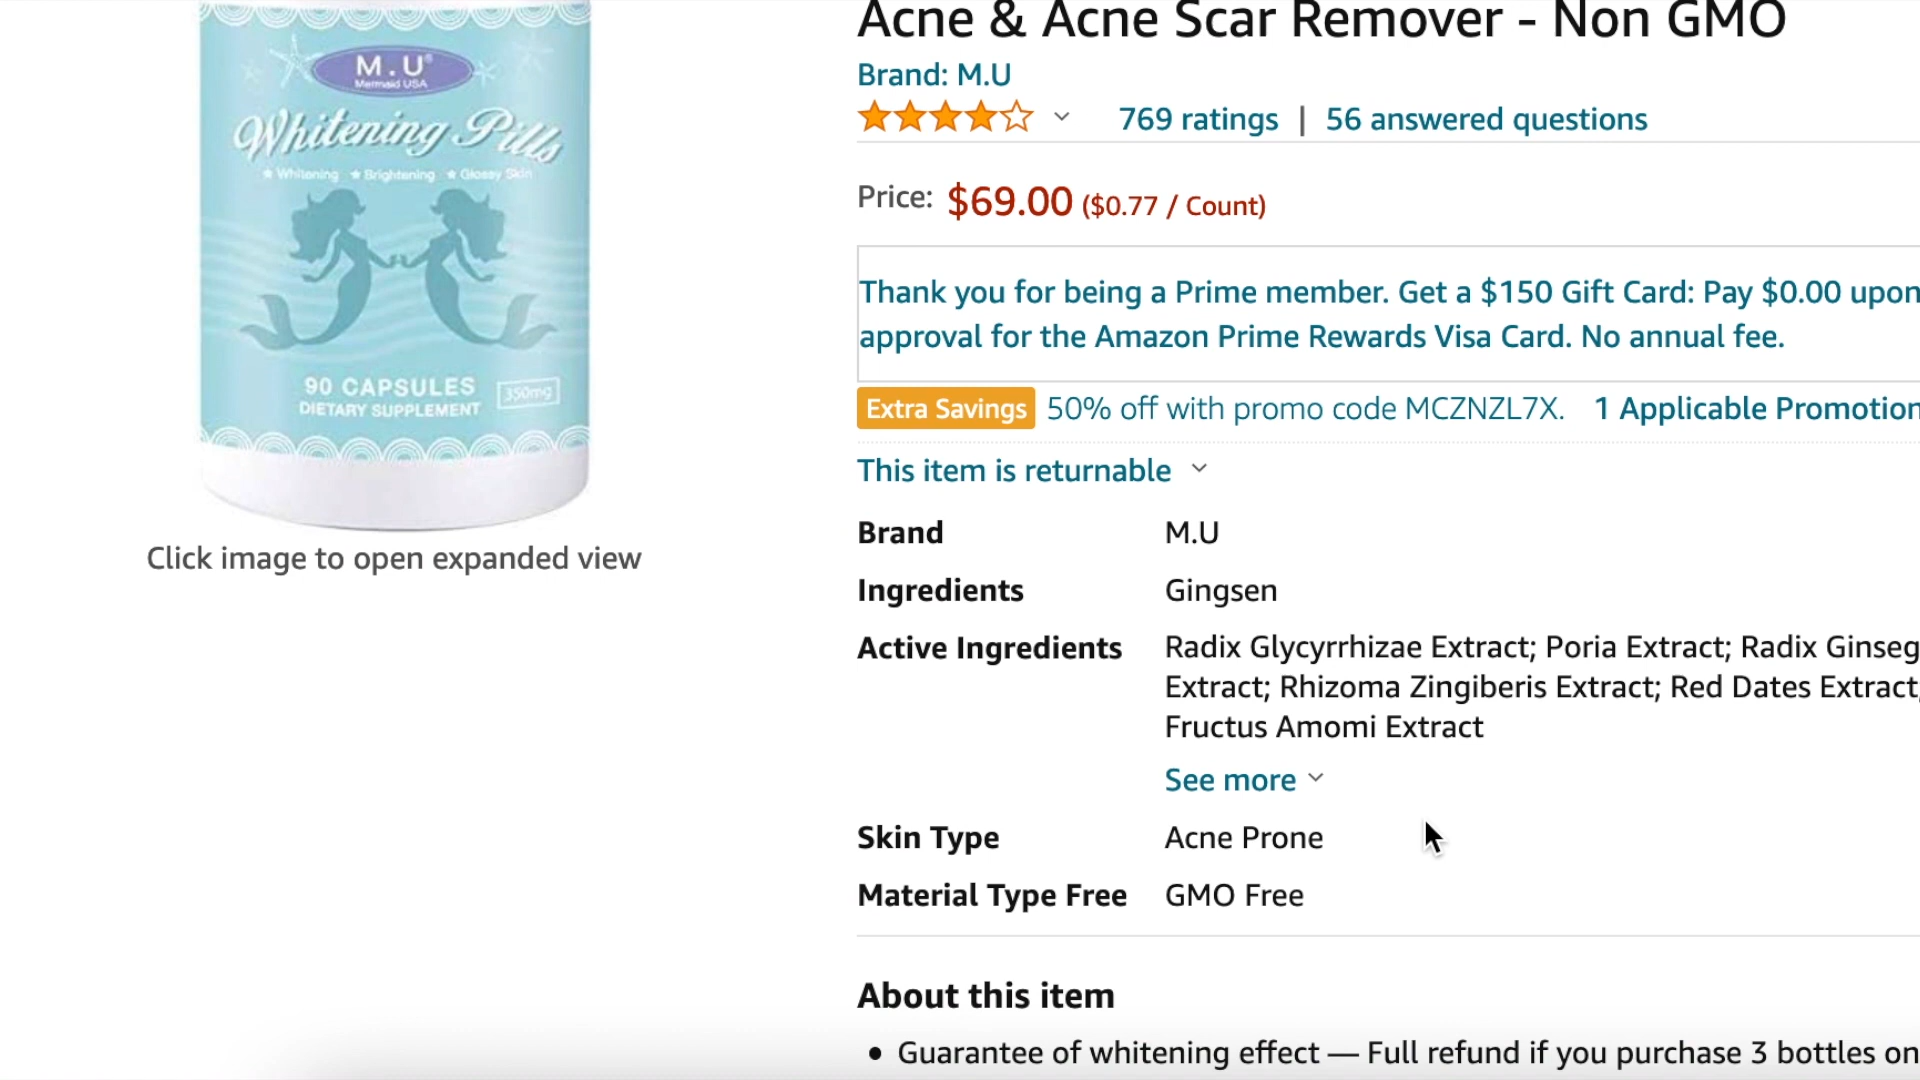 M.U®
Mermaid USA
Whitening Pills
★ Whitening ★ Brightening ★ Glossy Skin
90 CAPSULES
DIETARY SUPPLEMENT
350mg
Click image to open expanded view
Acne & Acne Scar Remover - Non GMO
Brand: M.U
769 ratings | 56 answered questions
Price: $69.00 ($0.77 / Count)
Thank you for being a Prime member. Get a $150 Gift Card: Pay $0.00 upon
approval for the Amazon Prime Rewards Visa Card. No annual fee.
Extra Savings 50% off with promo code MCZNZL7X. 1 Applicable Promotion
This item is returnable
Brand M.U
Ingredients Gingsen
Active Ingredients Radix Glycyrrhizae Extract; Poria Extract; Radix Ginseg
Extract; Rhizoma Zingiberis Extract; Red Dates Extract;
Fructus Amomi Extract
See more
Skin Type Acne Prone
Material Type Free GMO Free
About this item
• Guarantee of whitening effect — Full refund if you purchase 3 bottles on